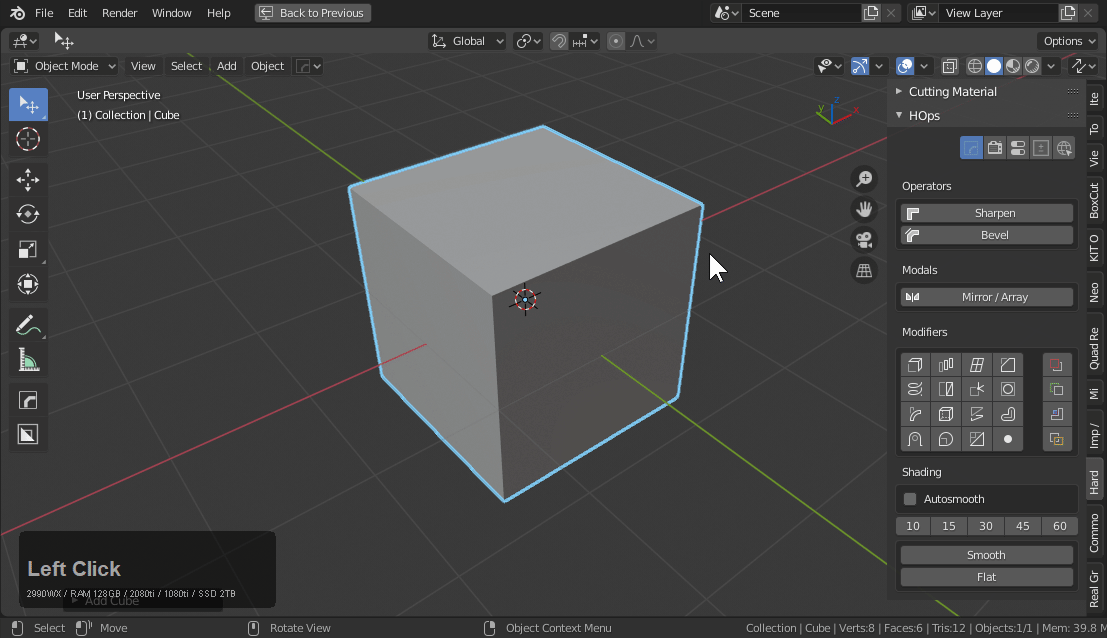 File Edit Render Window Help Back to Previous Scene View Layer
Global Options
Object Mode View Select Add Object
User Perspective
(1) Collection | Cube
Z
Y
X
Cutting Material
HOps
Operators
Sharpen
Bevel
Modals
Mirror / Array
Modifiers
Shading
Autosmooth
10 15 30 45 60
Smooth
Flat
Ite
To
Vie
BoxCut
KIT O
Neo
Quad Re
Mi
Imp /
Hard
Commo
Real Gr
Left Click
2990WX / RAM 128GB / 2080ti / 1080ti / SSD 2TB
Add Cube
Select Move Rotate View Object Context Menu Collection | Cube | Verts:8 | Faces:6 | Tris:12 | Objects:1/1 | Mem: 39.8 M